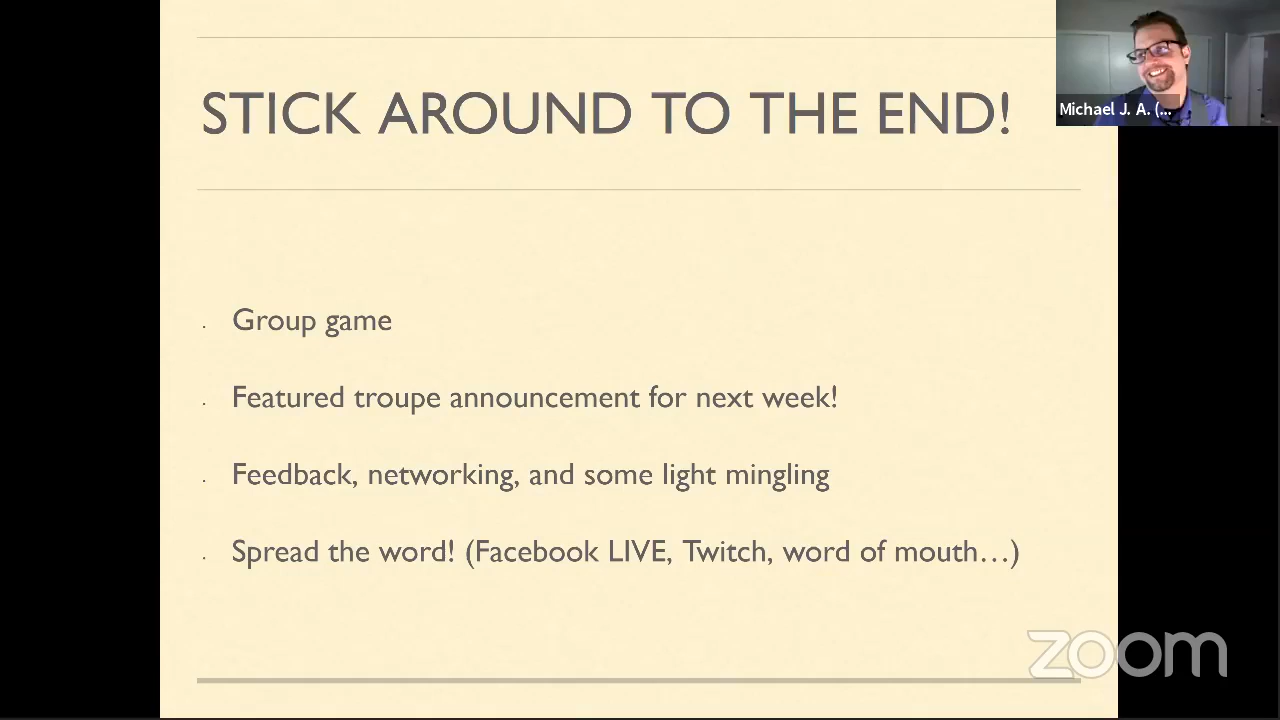 STICK AROUND TO THE END!
Michael J. A. (...
· Group game
· Featured troupe announcement for next week!
· Feedback, networking, and some light mingling
· Spread the word! (Facebook LIVE, Twitch, word of mouth…)
zoom